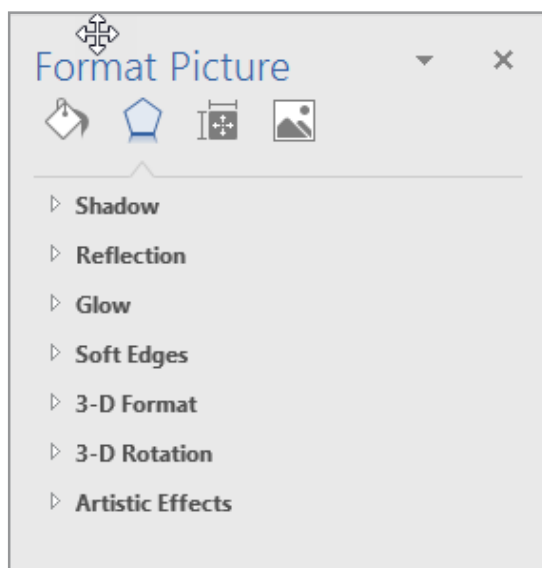 Format Picture
Shadow
Reflection
Glow
Soft Edges
3-D Format
3-D Rotation
Artistic Effects